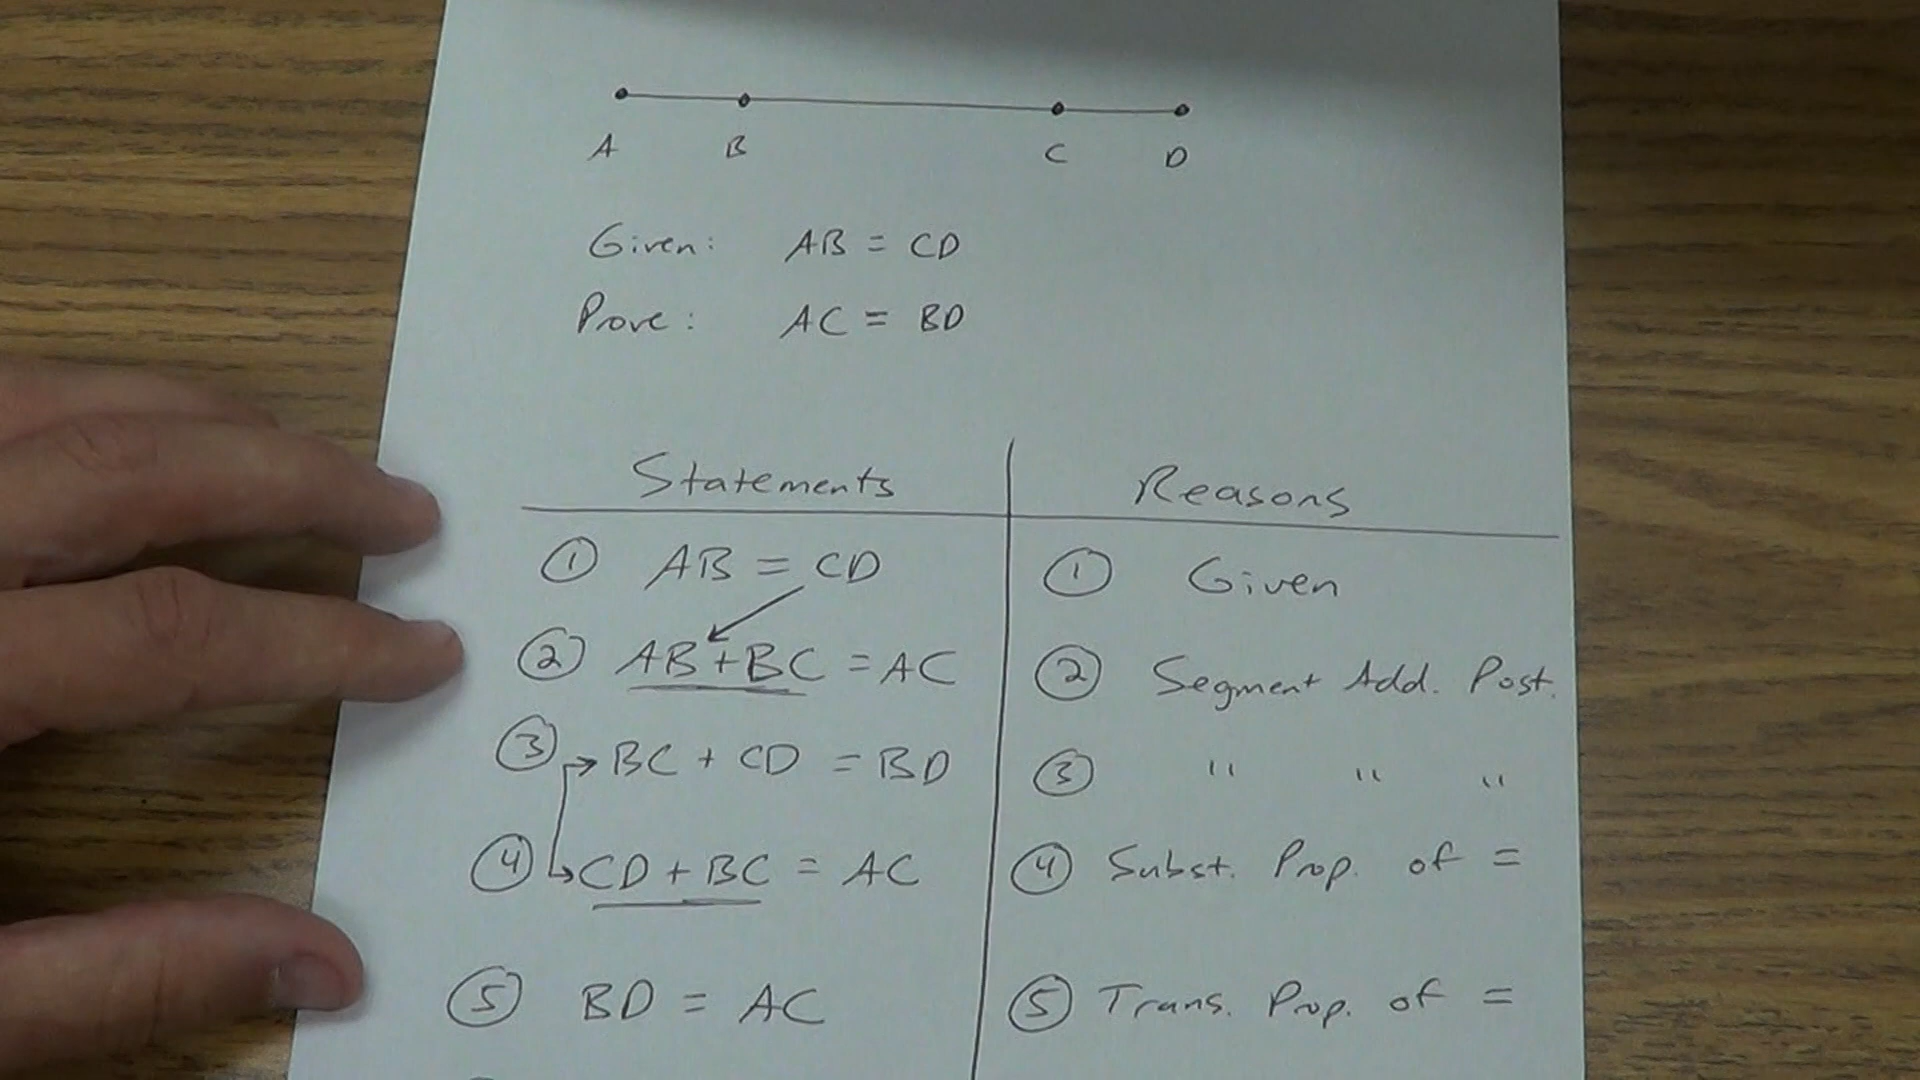 A B C D
Given: AB = CD
Prove: AC = BD
Statements Reasons
① AB = CD ① Given
② AB+BC = AC ② Segment Add. Post.
③ BC + CD = BD ③ " " "
④ CD + BC = AC ④ Subst. Prop. of =
⑤ BD = AC ⑤ Trans. Prop. of =